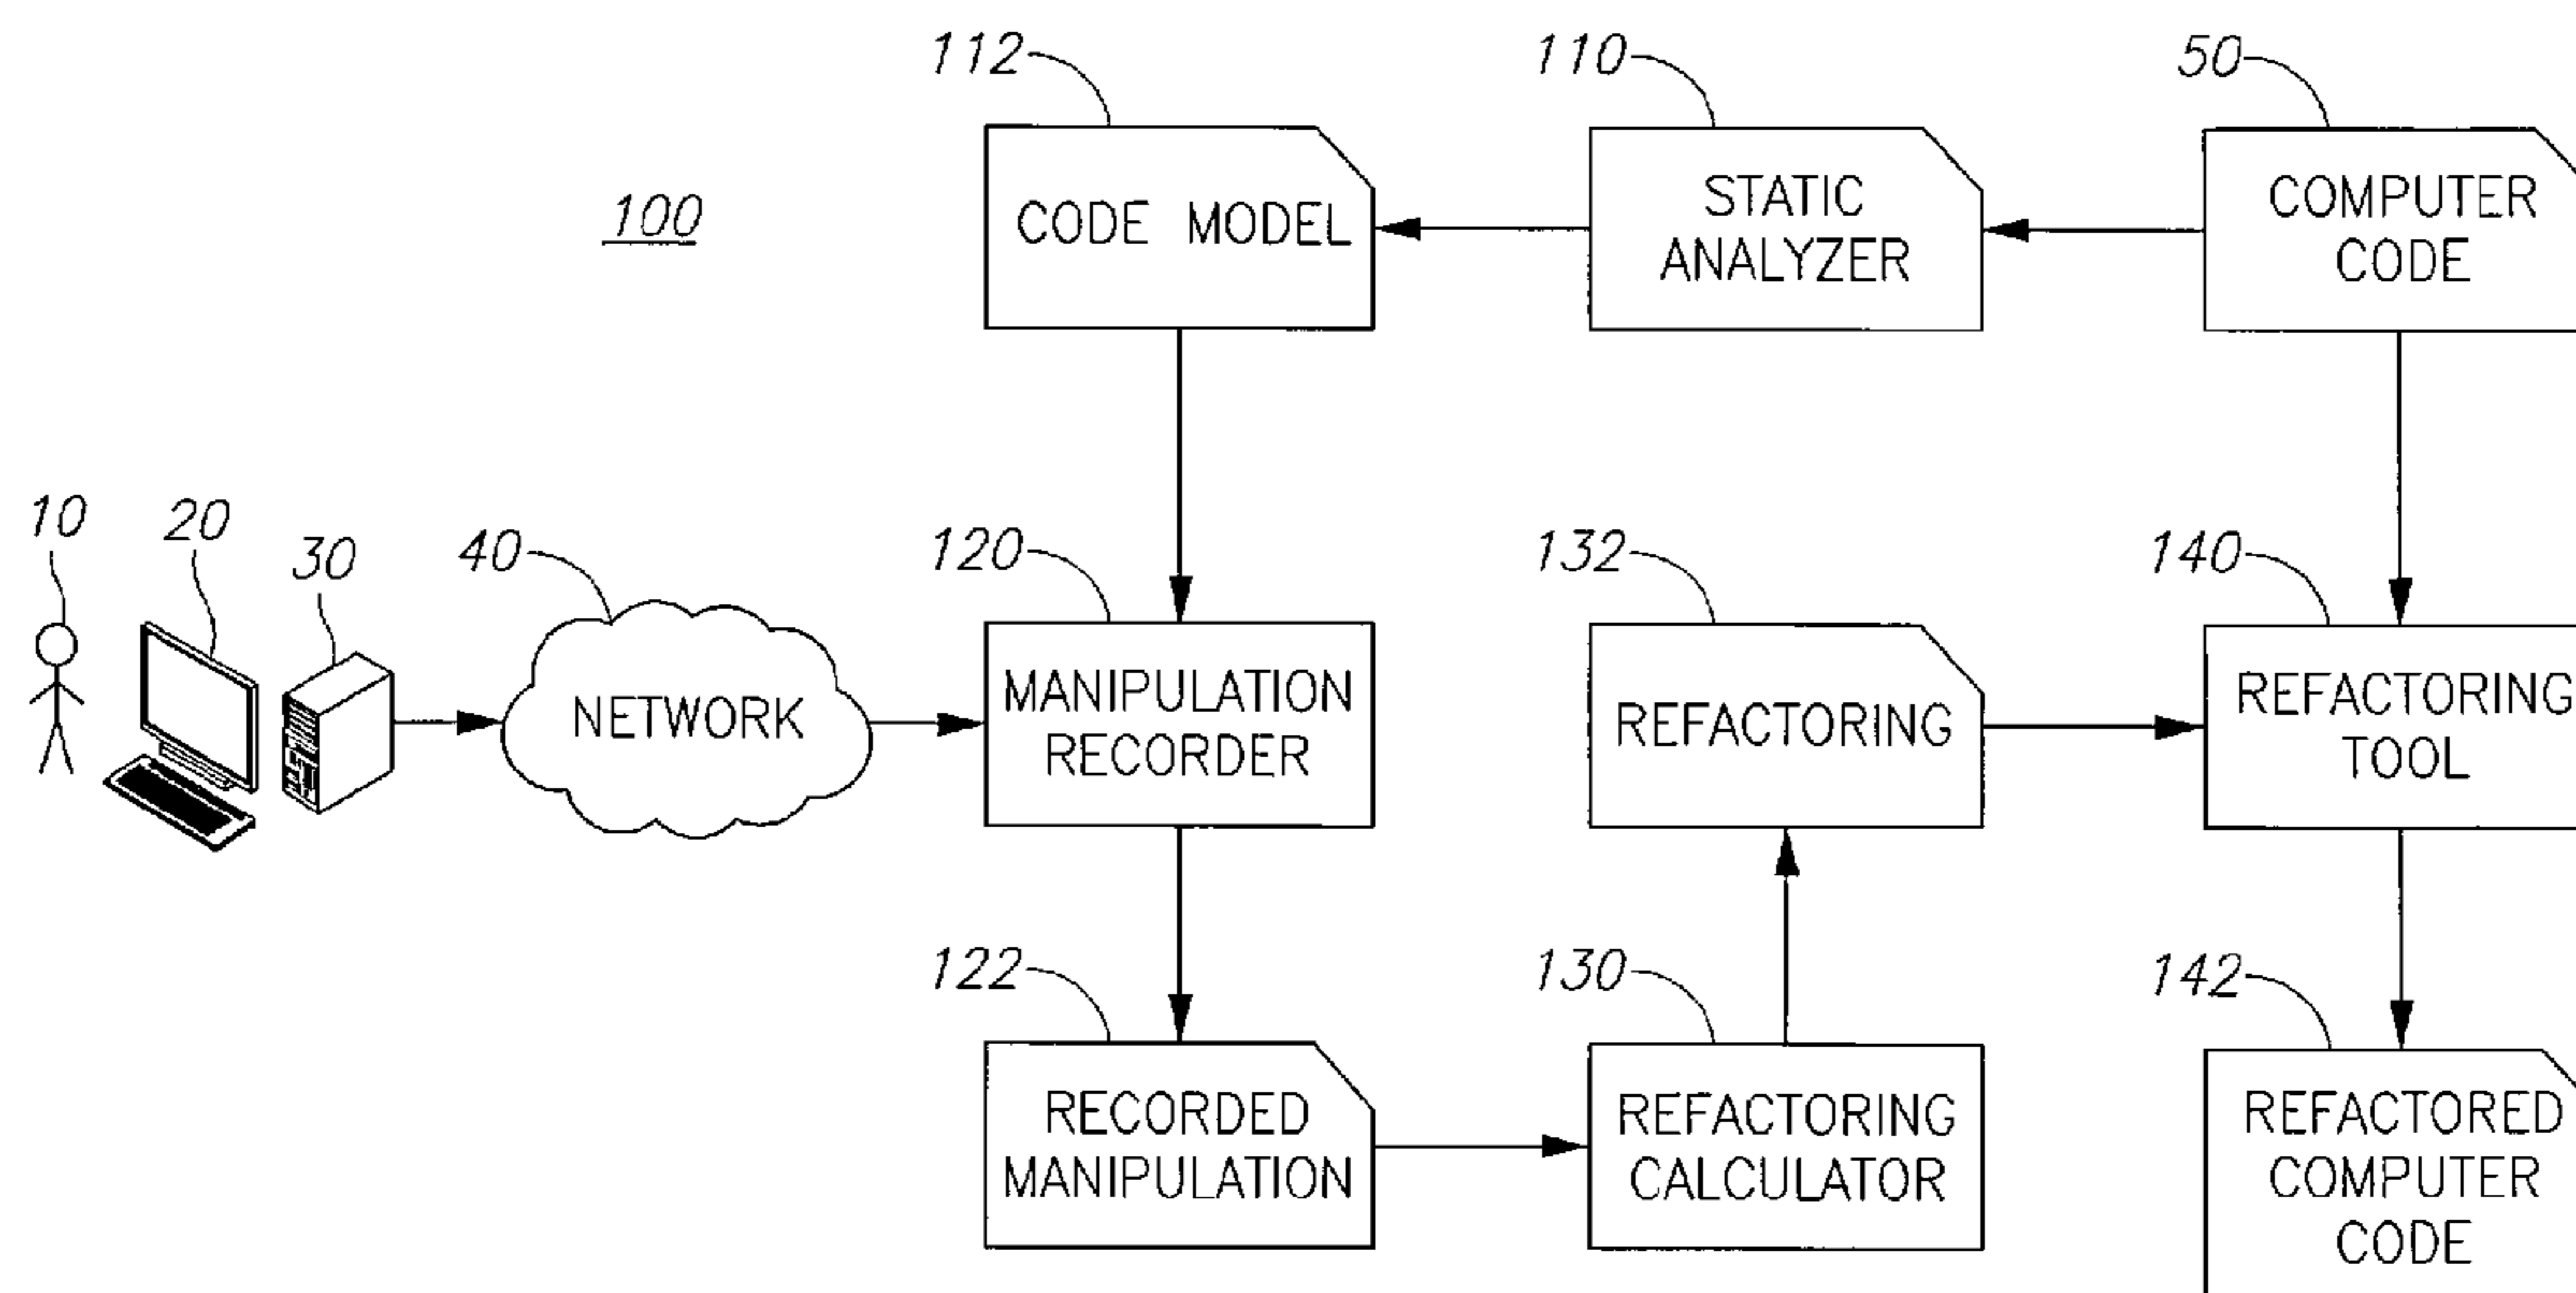 112
110
50
100
CODE MODEL
STATIC
ANALYZER
COMPUTER
CODE
10
20
30
40
120
132
140
NETWORK
MANIPULATION
RECORDER
REFACTORING
REFACTORING
TOOL
122
130
142
RECORDED
MANIPULATION
REFACTORING
CALCULATOR
REFACTORED
COMPUTER
CODE